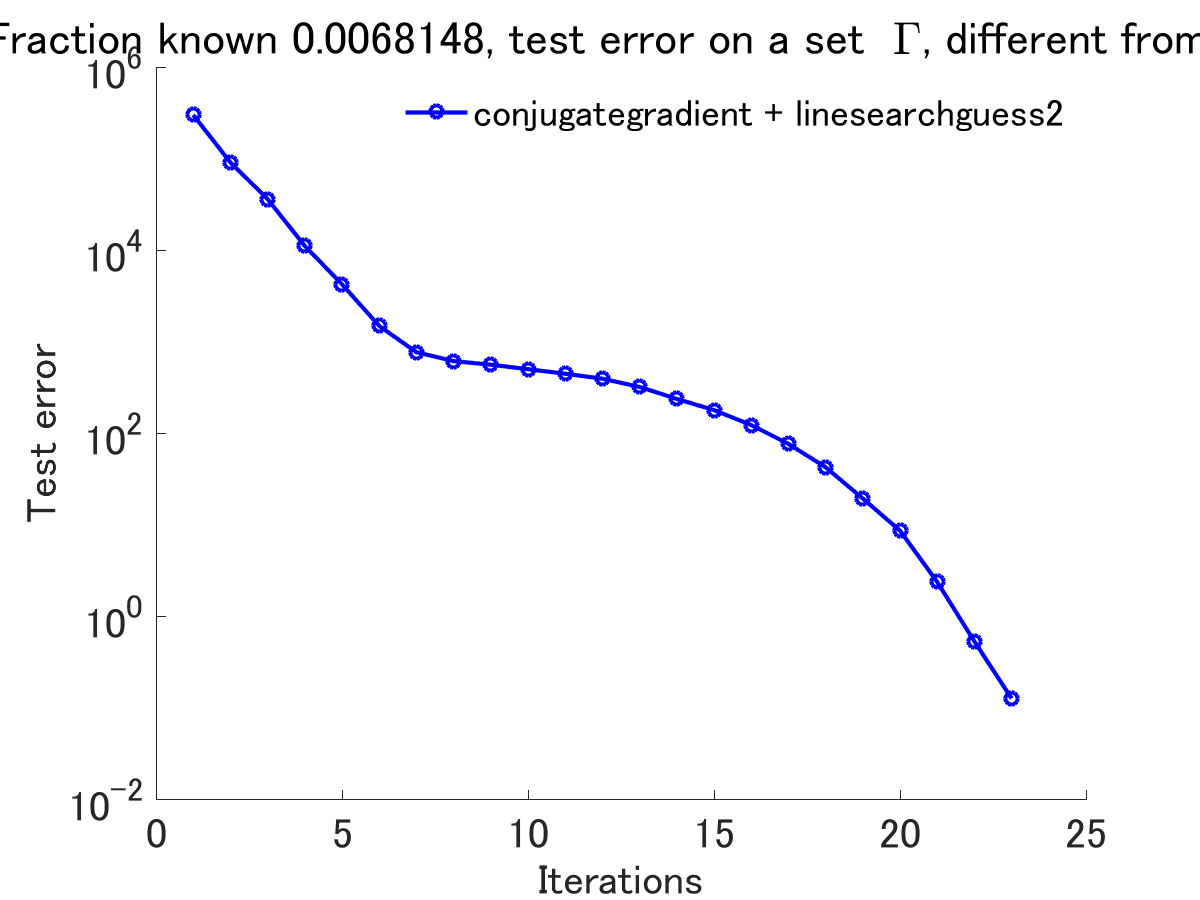 Fraction known 0.0068148, test error on a set Γ, different from
conjugategradient + linesearchguess2
Test error
10^6
10^4
10^2
10^0
10^-2
0 5 10 15 20 25
Iterations